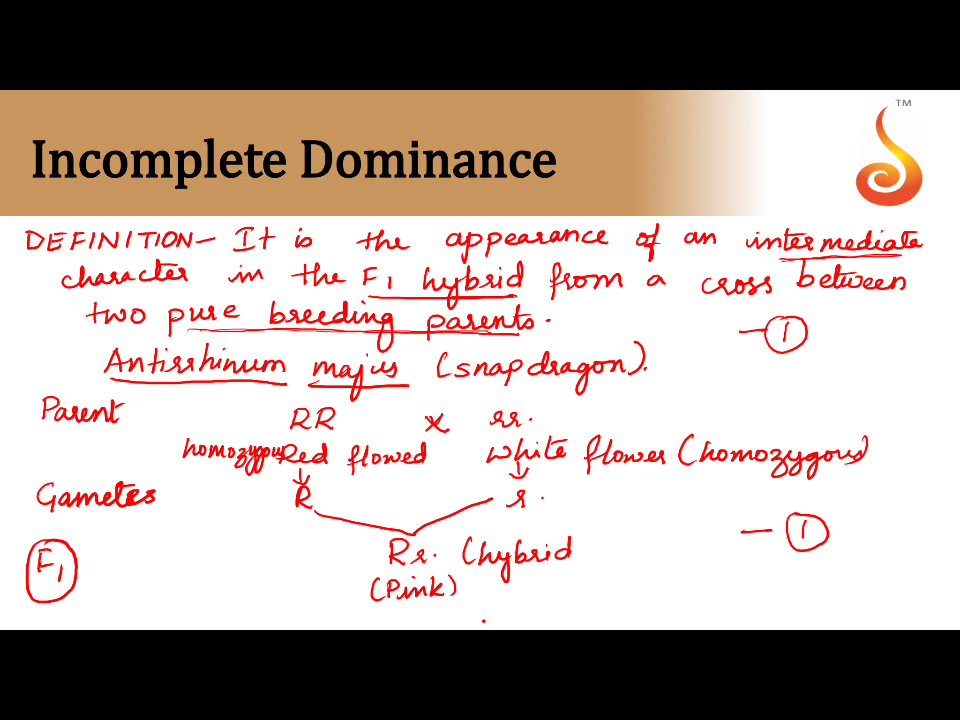 TM
Incomplete Dominance
DEFINITION- It is the appearance of an intermediate
character in the F1 hybrid from a cross between
two pure breeding parents.
-①
Antirrhinum majus (snapdragon).
Parent RR x rr.
homozygous Red flowed white flower (homozygous)
Gametes R r.
-①
F1 Rr. (hybrid
(Pink)